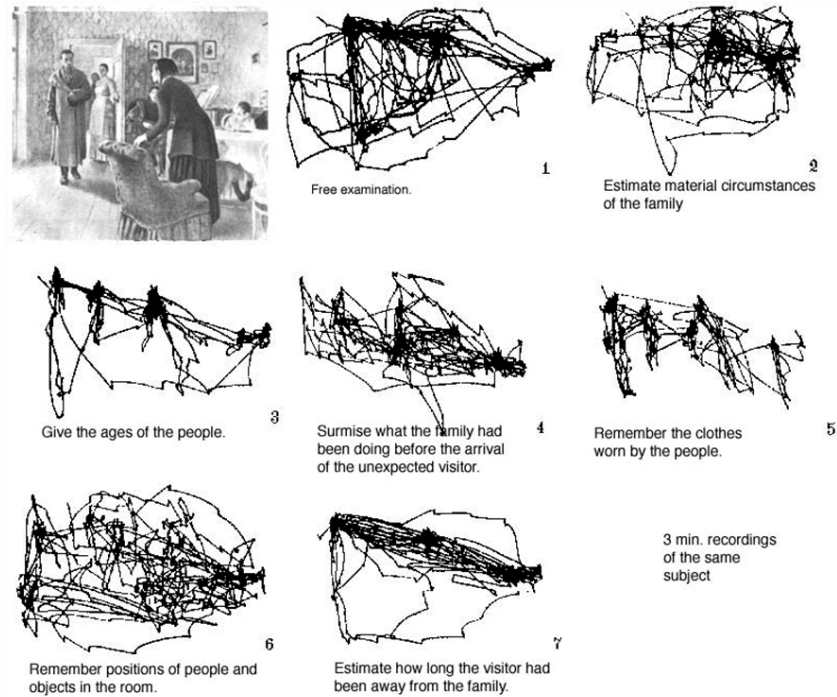 1
Free examination.
2
Estimate material circumstances
of the family
3
Give the ages of the people.
4
Surmise what the family had
been doing before the arrival
of the unexpected visitor.
5
Remember the clothes
worn by the people.
6
Remember positions of people and
objects in the room.
7
Estimate how long the visitor had
been away from the family.
3 min. recordings
of the same
subject